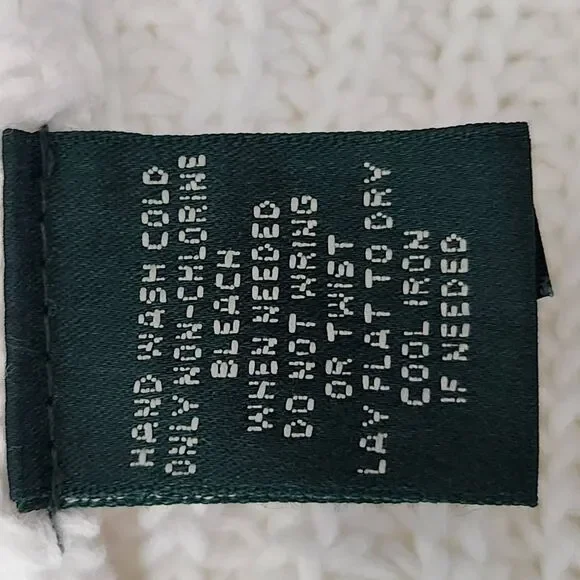 HAND WASH COLD
ONLY NON-CHLORINE
BLEACH
WHEN NEEDED
DO NOT WRING
OR TWIST
LAY FLAT TO DRY
COOL IRON
IF NEEDED